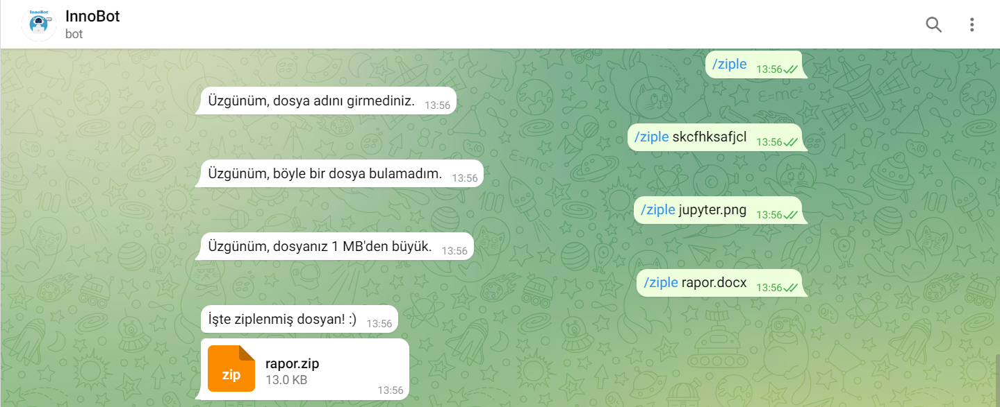 InnoBot
InnoBot
bot
/ziple 13:56
Üzgünüm, dosya adını girmediniz. 13:56
/ziple skcfhksafjcl 13:56
Üzgünüm, böyle bir dosya bulamadım. 13:56
/ziple jupyter.png 13:56
Üzgünüm, dosyanız 1 MB'den büyük. 13:56
/ziple rapor.docx 13:56
İşte ziplenmiş dosyan! :) 13:56
zip
rapor.zip
13.0 KB
13:56